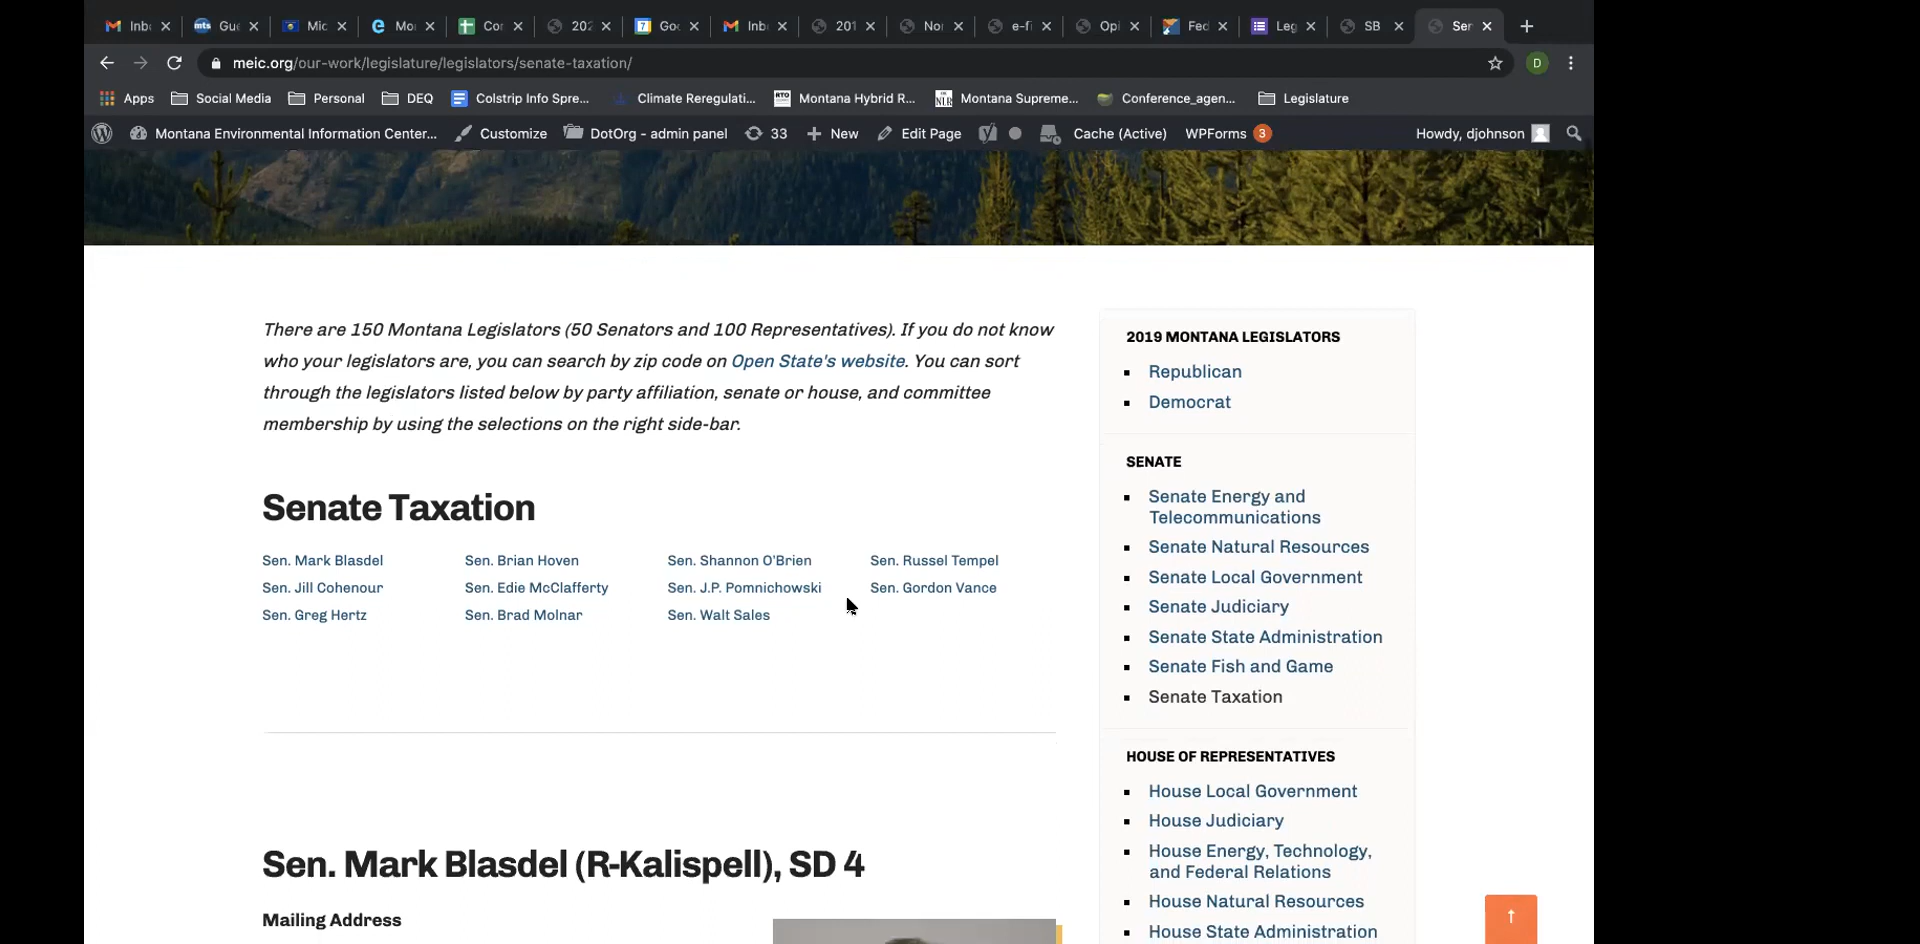 Inb
Gu
Mic
Mo
Co
202
Go
Inb
201
No
e-fi
Opi
Fed
Leg
SB
Se
meic.org/our-work/legislature/legislators/senate-taxation/
D
Apps
Social Media
Personal
DEQ
Colstrip Info Spre...
Climate Reregulati...
Montana Hybrid R...
Montana Supreme...
Conference_agen...
Legislature
Montana Environmental Information Center...
Customize
DotOrg - admin panel
33
New
Edit Page
Cache (Active)
WPForms 3
Howdy, djohnson
There are 150 Montana Legislators (50 Senators and 100 Representatives). If you do not know
who your legislators are, you can search by zip code on Open State's website. You can sort
through the legislators listed below by party affiliation, senate or house, and committee
membership by using the selections on the right side-bar.
Senate Taxation
Sen. Mark Blasdel
Sen. Jill Cohenour
Sen. Greg Hertz
Sen. Brian Hoven
Sen. Edie McClafferty
Sen. Brad Molnar
Sen. Shannon O'Brien
Sen. J.P. Pomnichowski
Sen. Walt Sales
Sen. Russel Tempel
Sen. Gordon Vance
Sen. Mark Blasdel (R-Kalispell), SD 4
Mailing Address
2019 MONTANA LEGISLATORS
Republican
Democrat
SENATE
Senate Energy and
Telecommunications
Senate Natural Resources
Senate Local Government
Senate Judiciary
Senate State Administration
Senate Fish and Game
Senate Taxation
HOUSE OF REPRESENTATIVES
House Local Government
House Judiciary
House Energy, Technology,
and Federal Relations
House Natural Resources
House State Administration